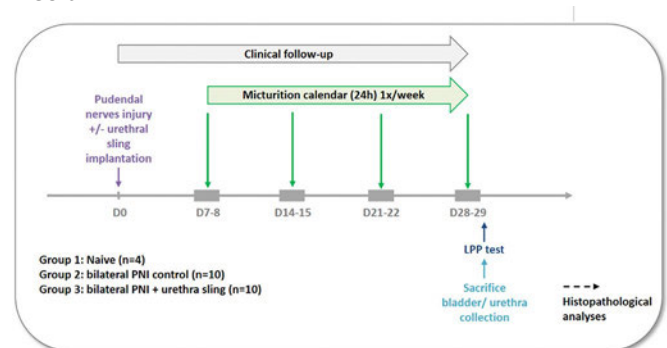 Clinical follow-up
Micturition calendar (24h) 1x/week
Pudendal
nerves injury
+/- urethral
sling
implantation
D0
D7-8
D14-15
D21-22
D28-29
LPP test
Group 1: Naive (n=4)
Group 2: bilateral PNI control (n=10)
Group 3: bilateral PNI + urethra sling (n=10)
Sacrifice
bladder/ urethra
collection
Histopathological
analyses